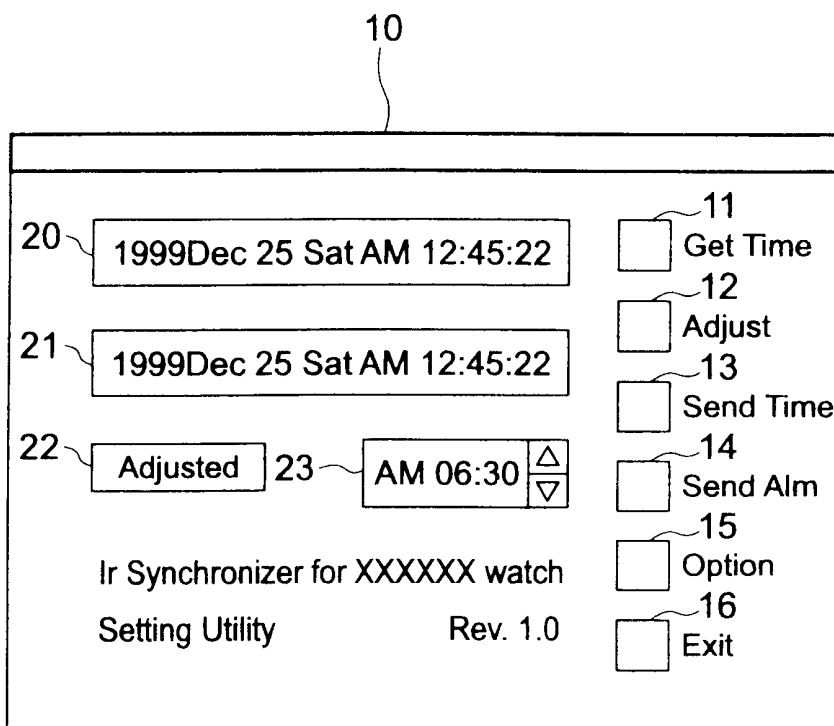 10
20 1999Dec 25 Sat AM 12:45:22
11 Get Time
12 Adjust
21 1999Dec 25 Sat AM 12:45:22
13 Send Time
22 Adjusted 23 AM 06:30
14 Send Alm
15 Option
Ir Synchronizer for XXXXXX watch
16 Exit
Setting Utility Rev. 1.0